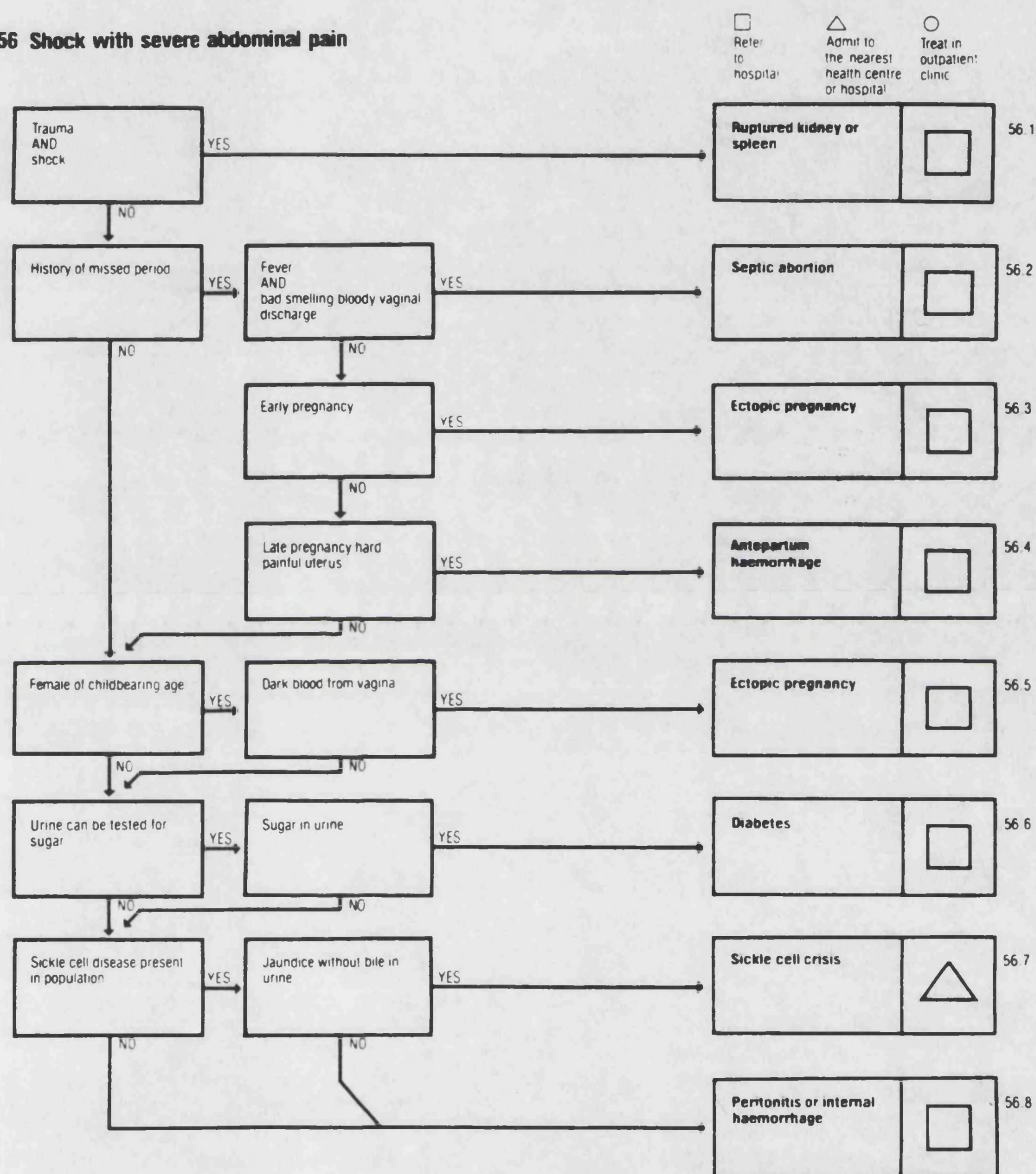 56 Shock with severe abdominal pain
Refer
to
hospital
Admit to
the nearest
health centre
or hospital
Treat in
outpatient
clinic
Trauma
AND
shock
YES
Ruptured kidney or
spleen
56.1
NO
History of missed period
YES
Fever
AND
bad smelling bloody vaginal
discharge
YES
Septic abortion
56.2
NO
NO
Early pregnancy
YES
Ectopic pregnancy
56.3
NO
Late pregnancy hard
painful uterus
YES
Antepartum
haemorrhage
56.4
NO
Female of childbearing age
YES
Dark blood from vagina
YES
Ectopic pregnancy
56.5
NO
NO
Urine can be tested for
sugar
YES
Sugar in urine
YES
Diabetes
56.6
NO
NO
Sickle cell disease present
in population
YES
Jaundice without bile in
urine
YES
Sickle cell crisis
56.7
NO
NO
Peritonitis or internal
haemorrhage
56.8